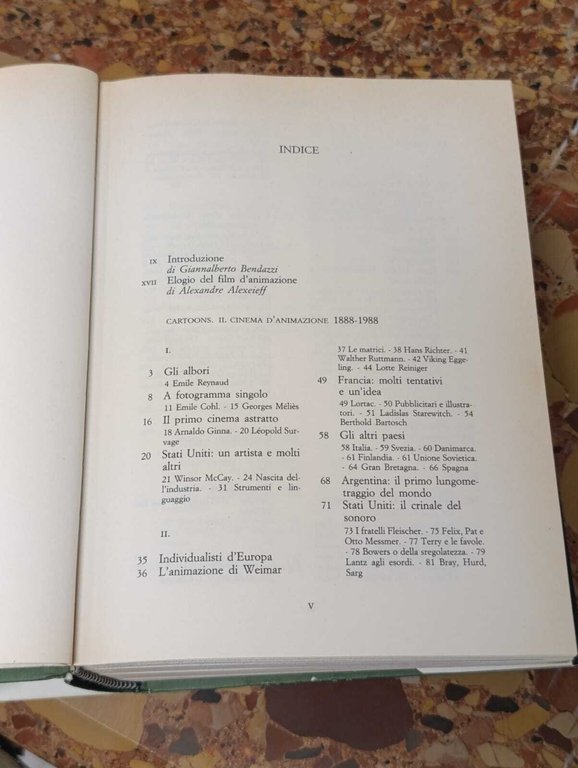 INDICE
IX Introduzione
di Giannalberto Bendazzi
XVII Elogio del film d'animazione
di Alexandre Alexeieff
CARTOONS. IL CINEMA D'ANIMAZIONE 1888-1988
I.
3 Gli albori
4 Emile Reynaud
8 A fotogramma singolo
11 Emile Cohl. - 15 Georges Méliès
16 Il primo cinema astratto
18 Arnaldo Ginna. - 20 Léopold Sur-
vage
20 Stati Uniti: un artista e molti
altri
21 Winsor McCay. - 24 Nascita del-
l'industria. - 31 Strumenti e lin-
guaggio
II.
35 Individualisti d'Europa
36 L'animazione di Weimar
37 Le matrici. - 38 Hans Richter. - 41
Walther Ruttmann. - 42 Viking Egge-
ling. - 44 Lotte Reiniger
49 Francia: molti tentativi
e un'idea
49 Lortac. - 50 Pubblicitari e illustra-
tori. - 51 Ladislas Starewitch. - 54
Berthold Bartosch
58 Gli altri paesi
58 Italia. - 59 Svezia. - 60 Danimarca.
- 61 Finlandia. - 61 Unione Sovietica.
- 64 Gran Bretagna. - 66 Spagna
68 Argentina: il primo lungome-
traggio del mondo
71 Stati Uniti: il crinale del
sonoro
73 I fratelli Fleischer. - 75 Felix, Pat e
Otto Messmer. - 77 Terry e le favole.
- 78 Bowers o della sregolatezza. - 79
Lantz agli esordi. - 81 Bray, Hurd,
Sarg
V